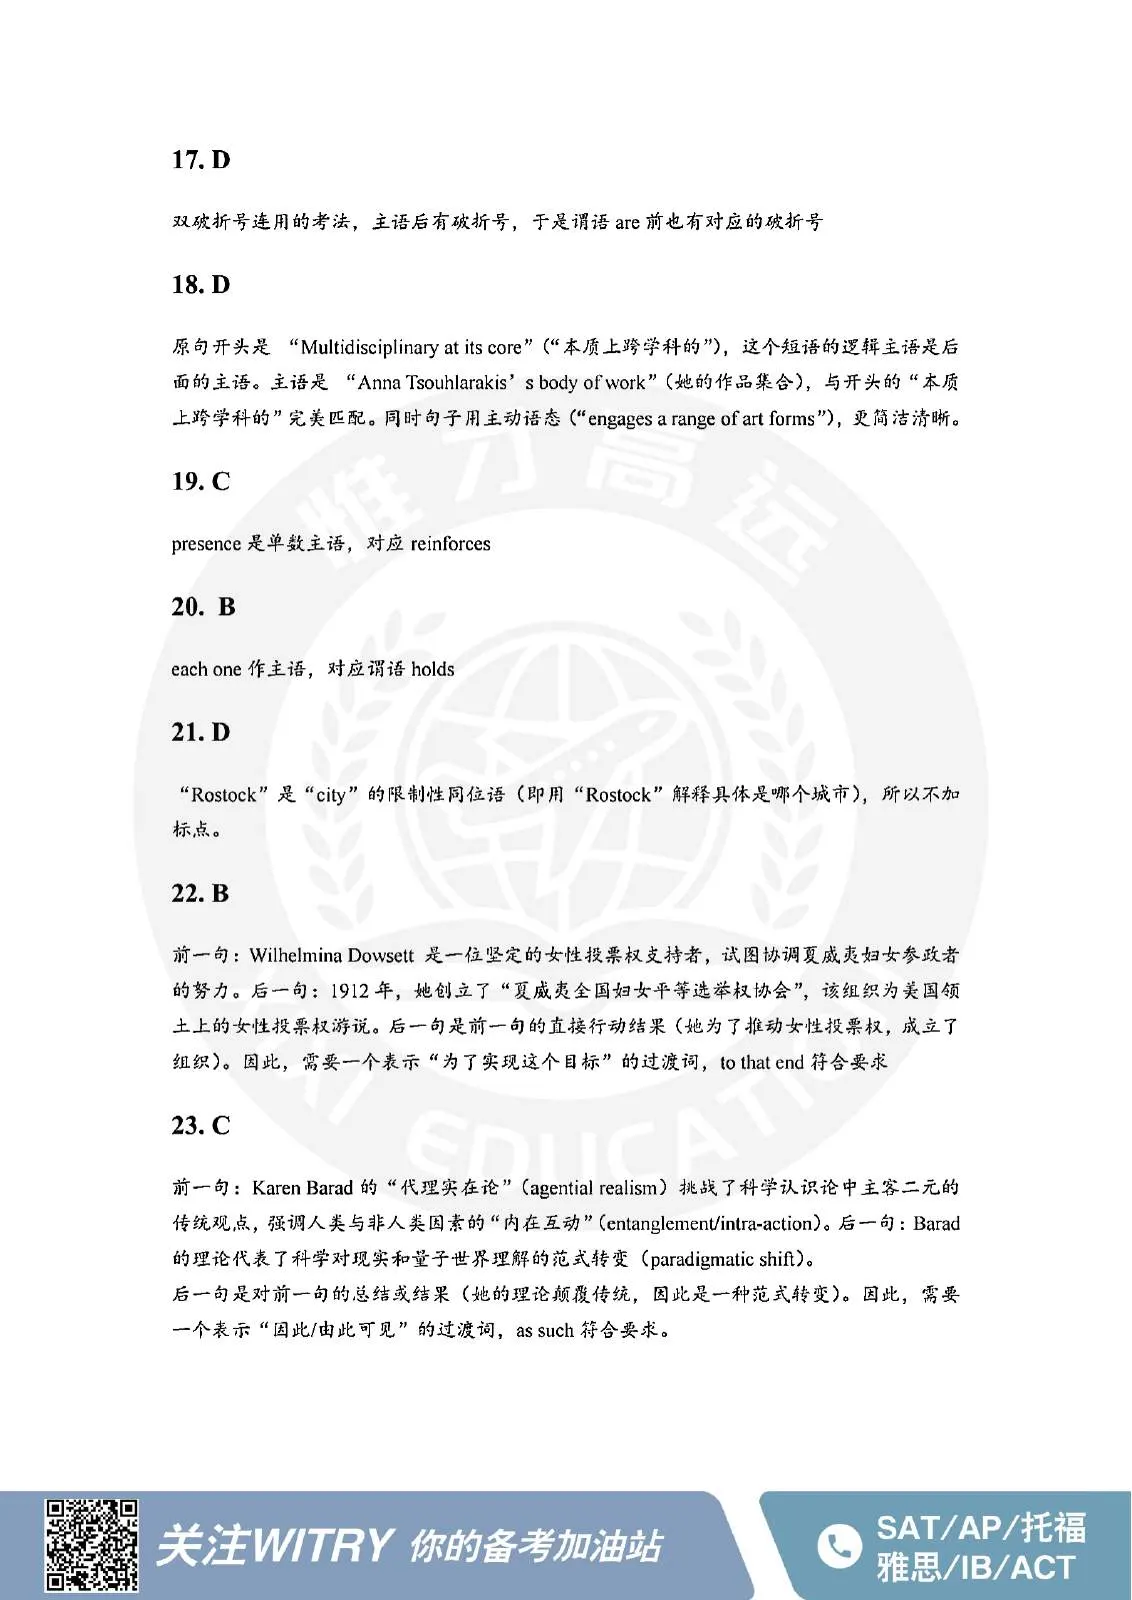 17. D
双破折号连用的考法，主语后有破折号，于是谓语 are 前也有对应的破折号
18. D
原句开头是 “Multidisciplinary at its core”（“本质上跨学科的”），这个短语的逻辑主语是后
面的主语。主语是 “Anna Tsouhlarakis’s body of work”（她的作品集合），与开头的“本质
上跨学科的”完美匹配。同时句子用主动语态（“engages a range of art forms”），更简洁清晰。
19. C
presence 是单数主语，对应 reinforces
20. B
each one 作主语，对应谓语 holds
21. D
“Rostock”是“city”的限制性同位语（即用“Rostock”解释具体是哪个城市），所以不加
标点。
22. B
前一句：Wilhelmina Dowsett 是一位坚定的女性投票权支持者，试图协调夏威夷妇女参政者
的努力。后一句：1912 年，她创立了“夏威夷全国妇女平等选举权协会”，该组织为美国领
土上的女性投票权游说。后一句是前一句的直接行动结果（她为了推动女性投票权，成立了
组织）。因此，需要一个表示“为了实现这个目标”的过渡词，to that end 符合要求
23. C
前一句：Karen Barad 的“代理实在论”（agential realism）挑战了科学认识论中主客二元的
传统观点，强调人类与非人类因素的“内在互动”（entanglement/intra-action）。后一句：Barad
的理论代表了科学对现实和量子世界理解的范式转变（paradigmatic shift）。
后一句是对前一句的总结或结果（她的理论颠覆传统，因此是一种范式转变）。因此，需要
一个表示“因此/由此可见”的过渡词，as such 符合要求。
惟力高远
EDUCATION
关注WITRY 你的备考加油站
SAT/AP/托福
雅思/IB/ACT